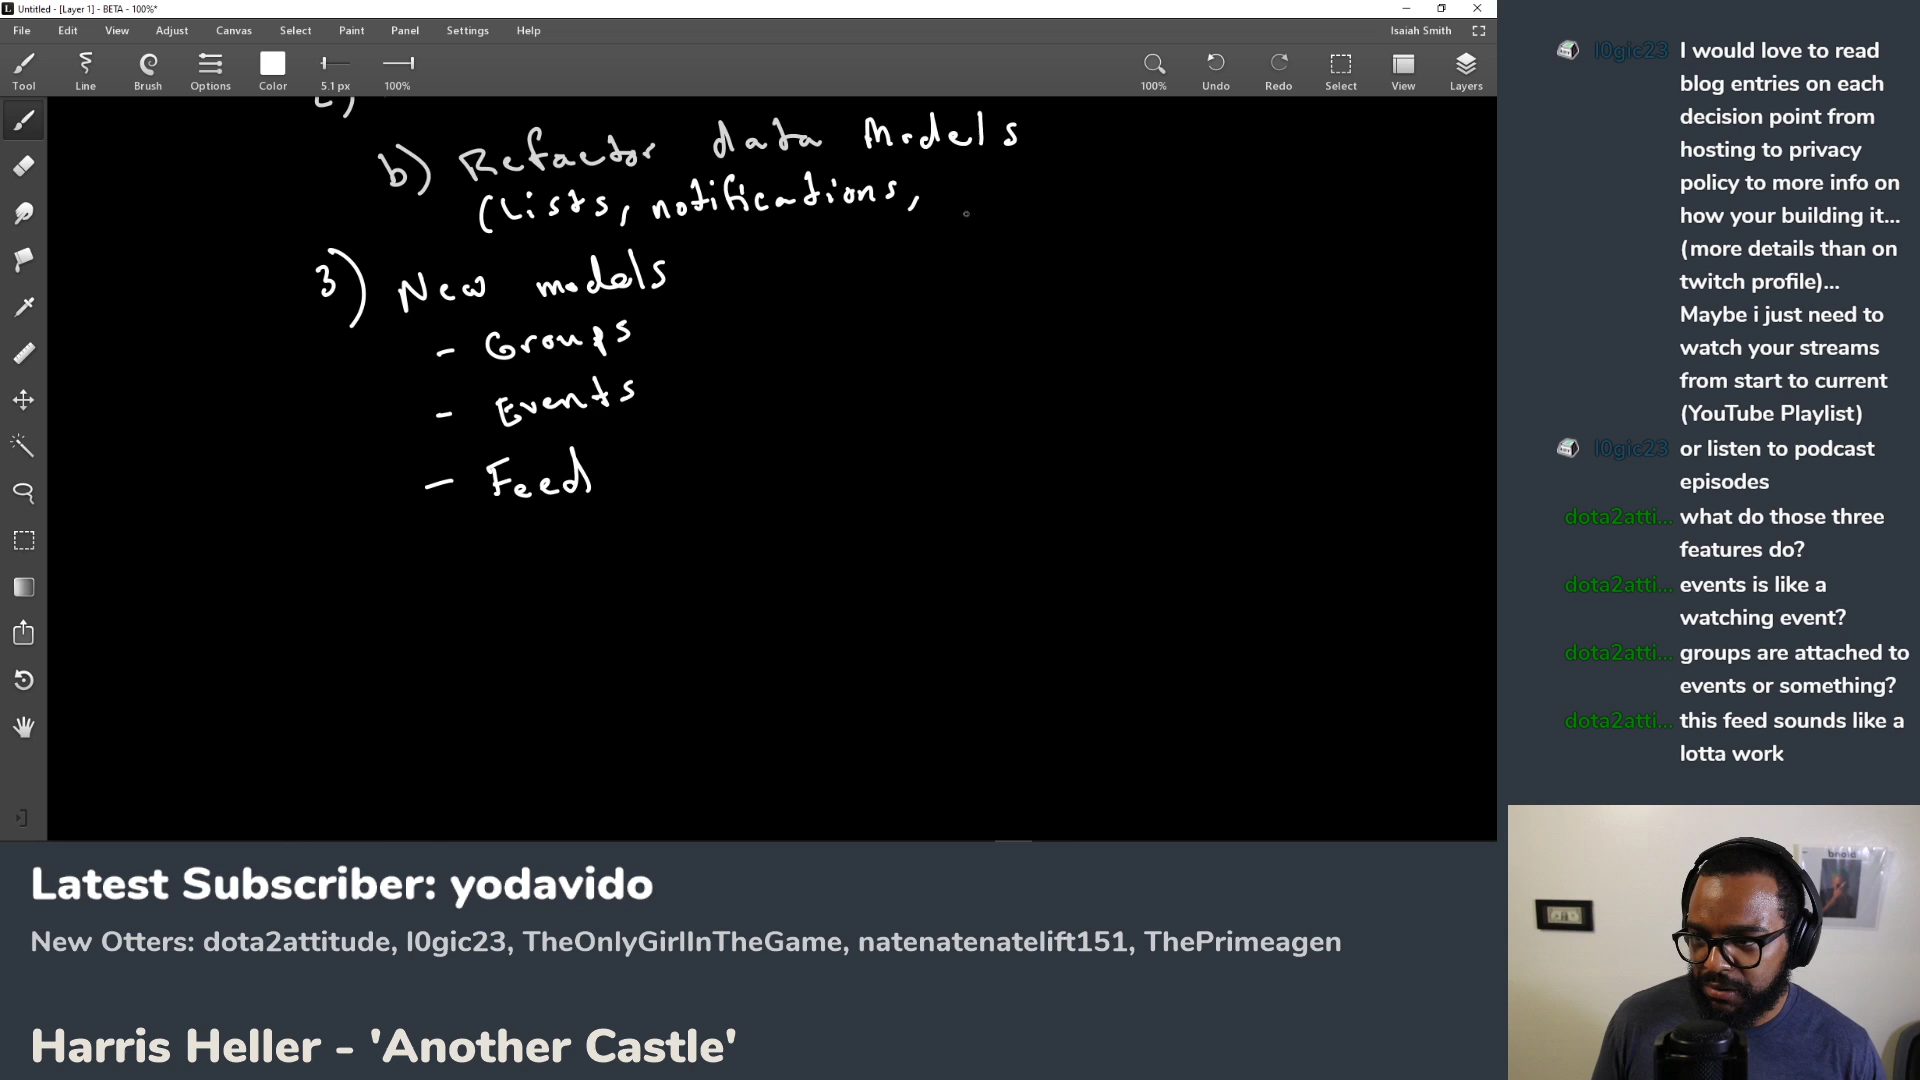 Untitled - [Layer 1] - BETA - 100%*
File Edit View Adjust Canvas Select Paint Panel Settings Help
Isaiah Smith
Tool Line Brush Options Color 5.1 px 100%
100% Undo Redo Select View Layers
b) Refactor data Models
(Lists, notifications,
3) New models
- Groups
- Events
- Feed
l0gic23 I would love to read
blog entries on each
decision point from
hosting to privacy
policy to more info on
how your building it...
(more details than on
twitch profile)...
Maybe i just need to
watch your streams
from start to current
(YouTube Playlist)
l0gic23 or listen to podcast
episodes
dota2atti... what do those three
features do?
dota2atti... events is like a
watching event?
dota2atti... groups are attached to
events or something?
dota2atti... this feed sounds like a
lotta work
Latest Subscriber: yodavido
New Otters: dota2attitude, l0gic23, TheOnlyGirlInTheGame, natenatenatelift151, ThePrimeagen
Harris Heller - 'Another Castle'